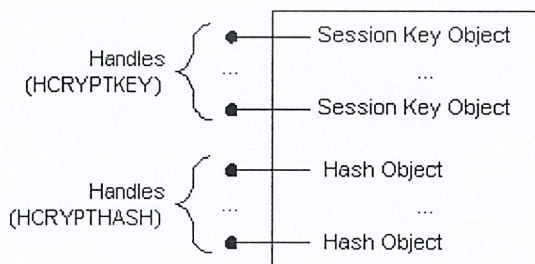 Session Key Object
Handles
(HCRYPTKEY)
... ...
Session Key Object
Hash Object
Handles
(HCRYPTHASH)
... ...
Hash Object